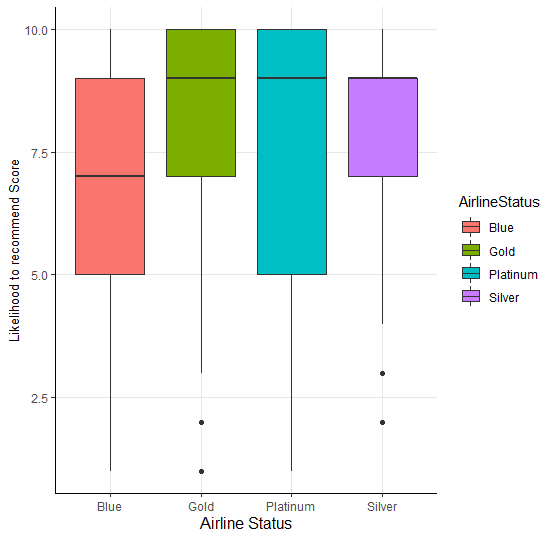 Likelihood to recommend Score
10.0
7.5
5.0
2.5
Blue
Gold
Platinum
Silver
Airline Status
AirlineStatus
Blue
Gold
Platinum
Silver